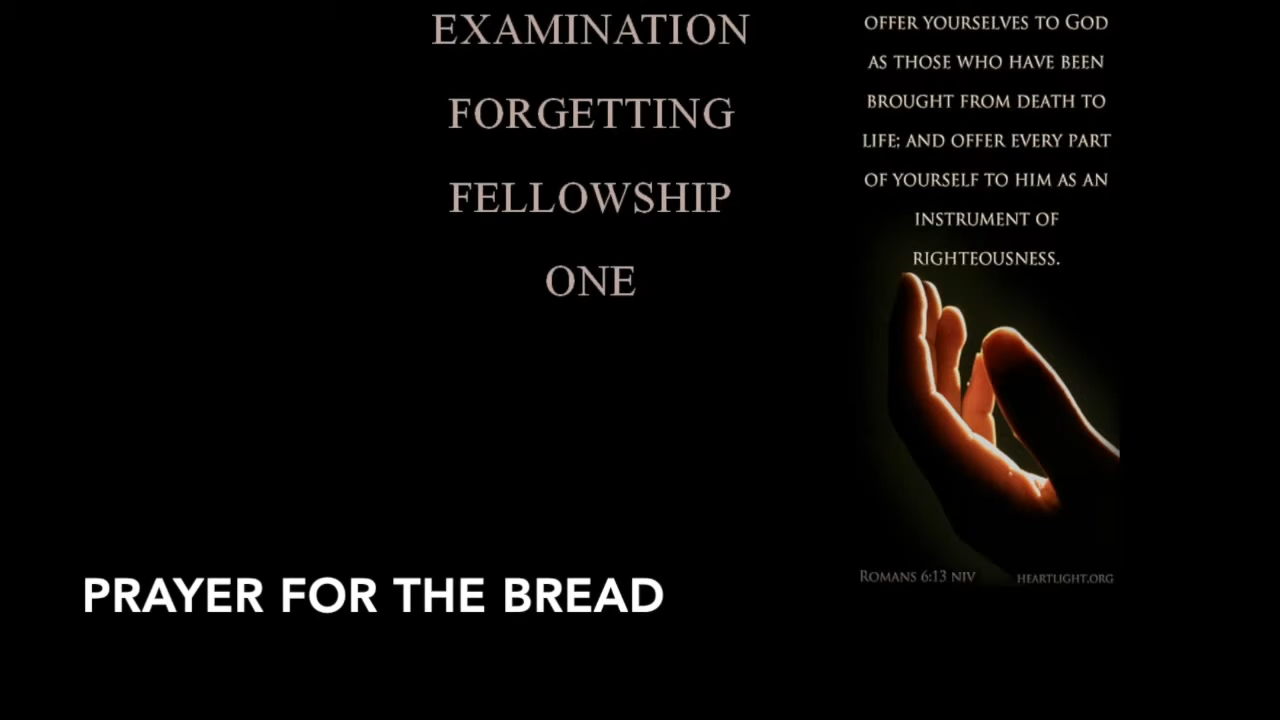 EXAMINATION
FORGETTING
FELLOWSHIP
ONE
OFFER YOURSELVES TO GOD
AS THOSE WHO HAVE BEEN
BROUGHT FROM DEATH TO
LIFE; AND OFFER EVERY PART
OF YOURSELF TO HIM AS AN
INSTRUMENT OF
RIGHTEOUSNESS.
ROMANS 6:13 NIV
HEARTLIGHT.ORG
PRAYER FOR THE BREAD